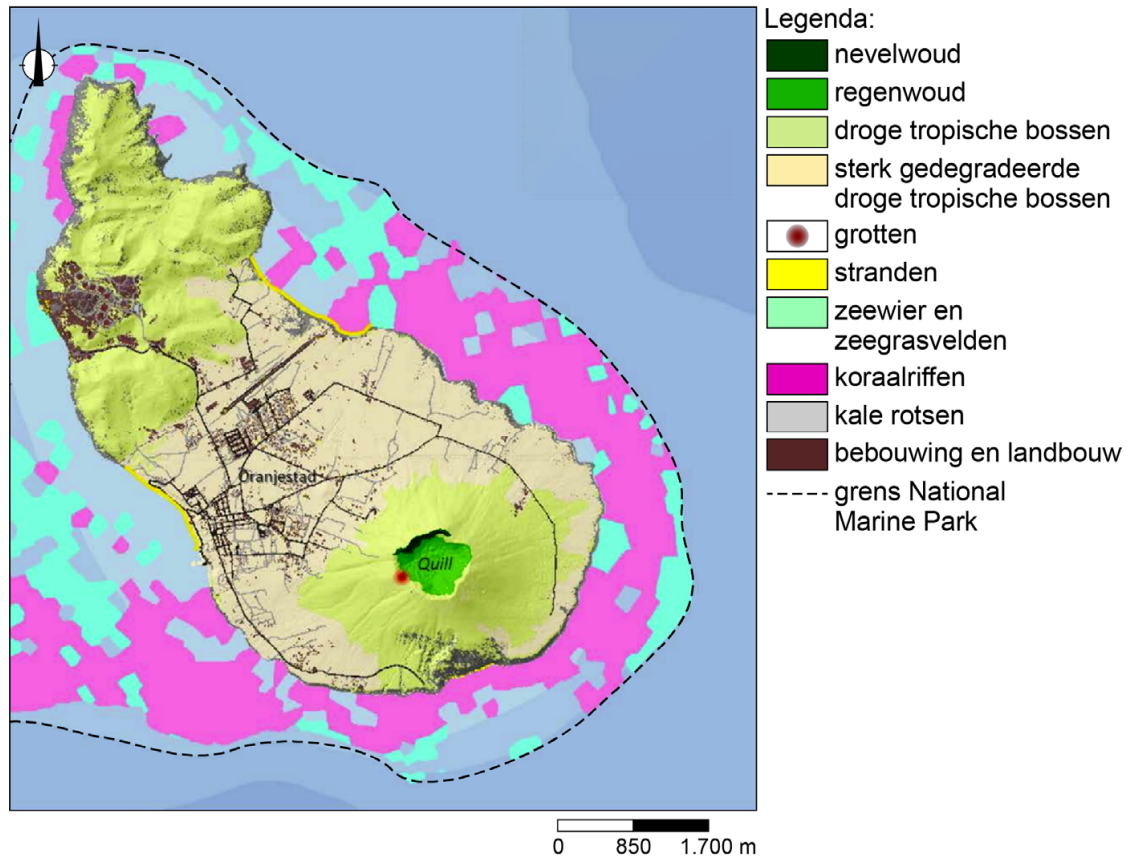 Legenda:
nevelwoud
regenwoud
droge tropische bossen
sterk gedegradeerde
droge tropische bossen
grotten
stranden
zeewier en
zeegrasvelden
koraalriffen
kale rotsen
bebouwing en landbouw
grens National
Marine Park
Oranjestad
Quill
0 850 1.700 m